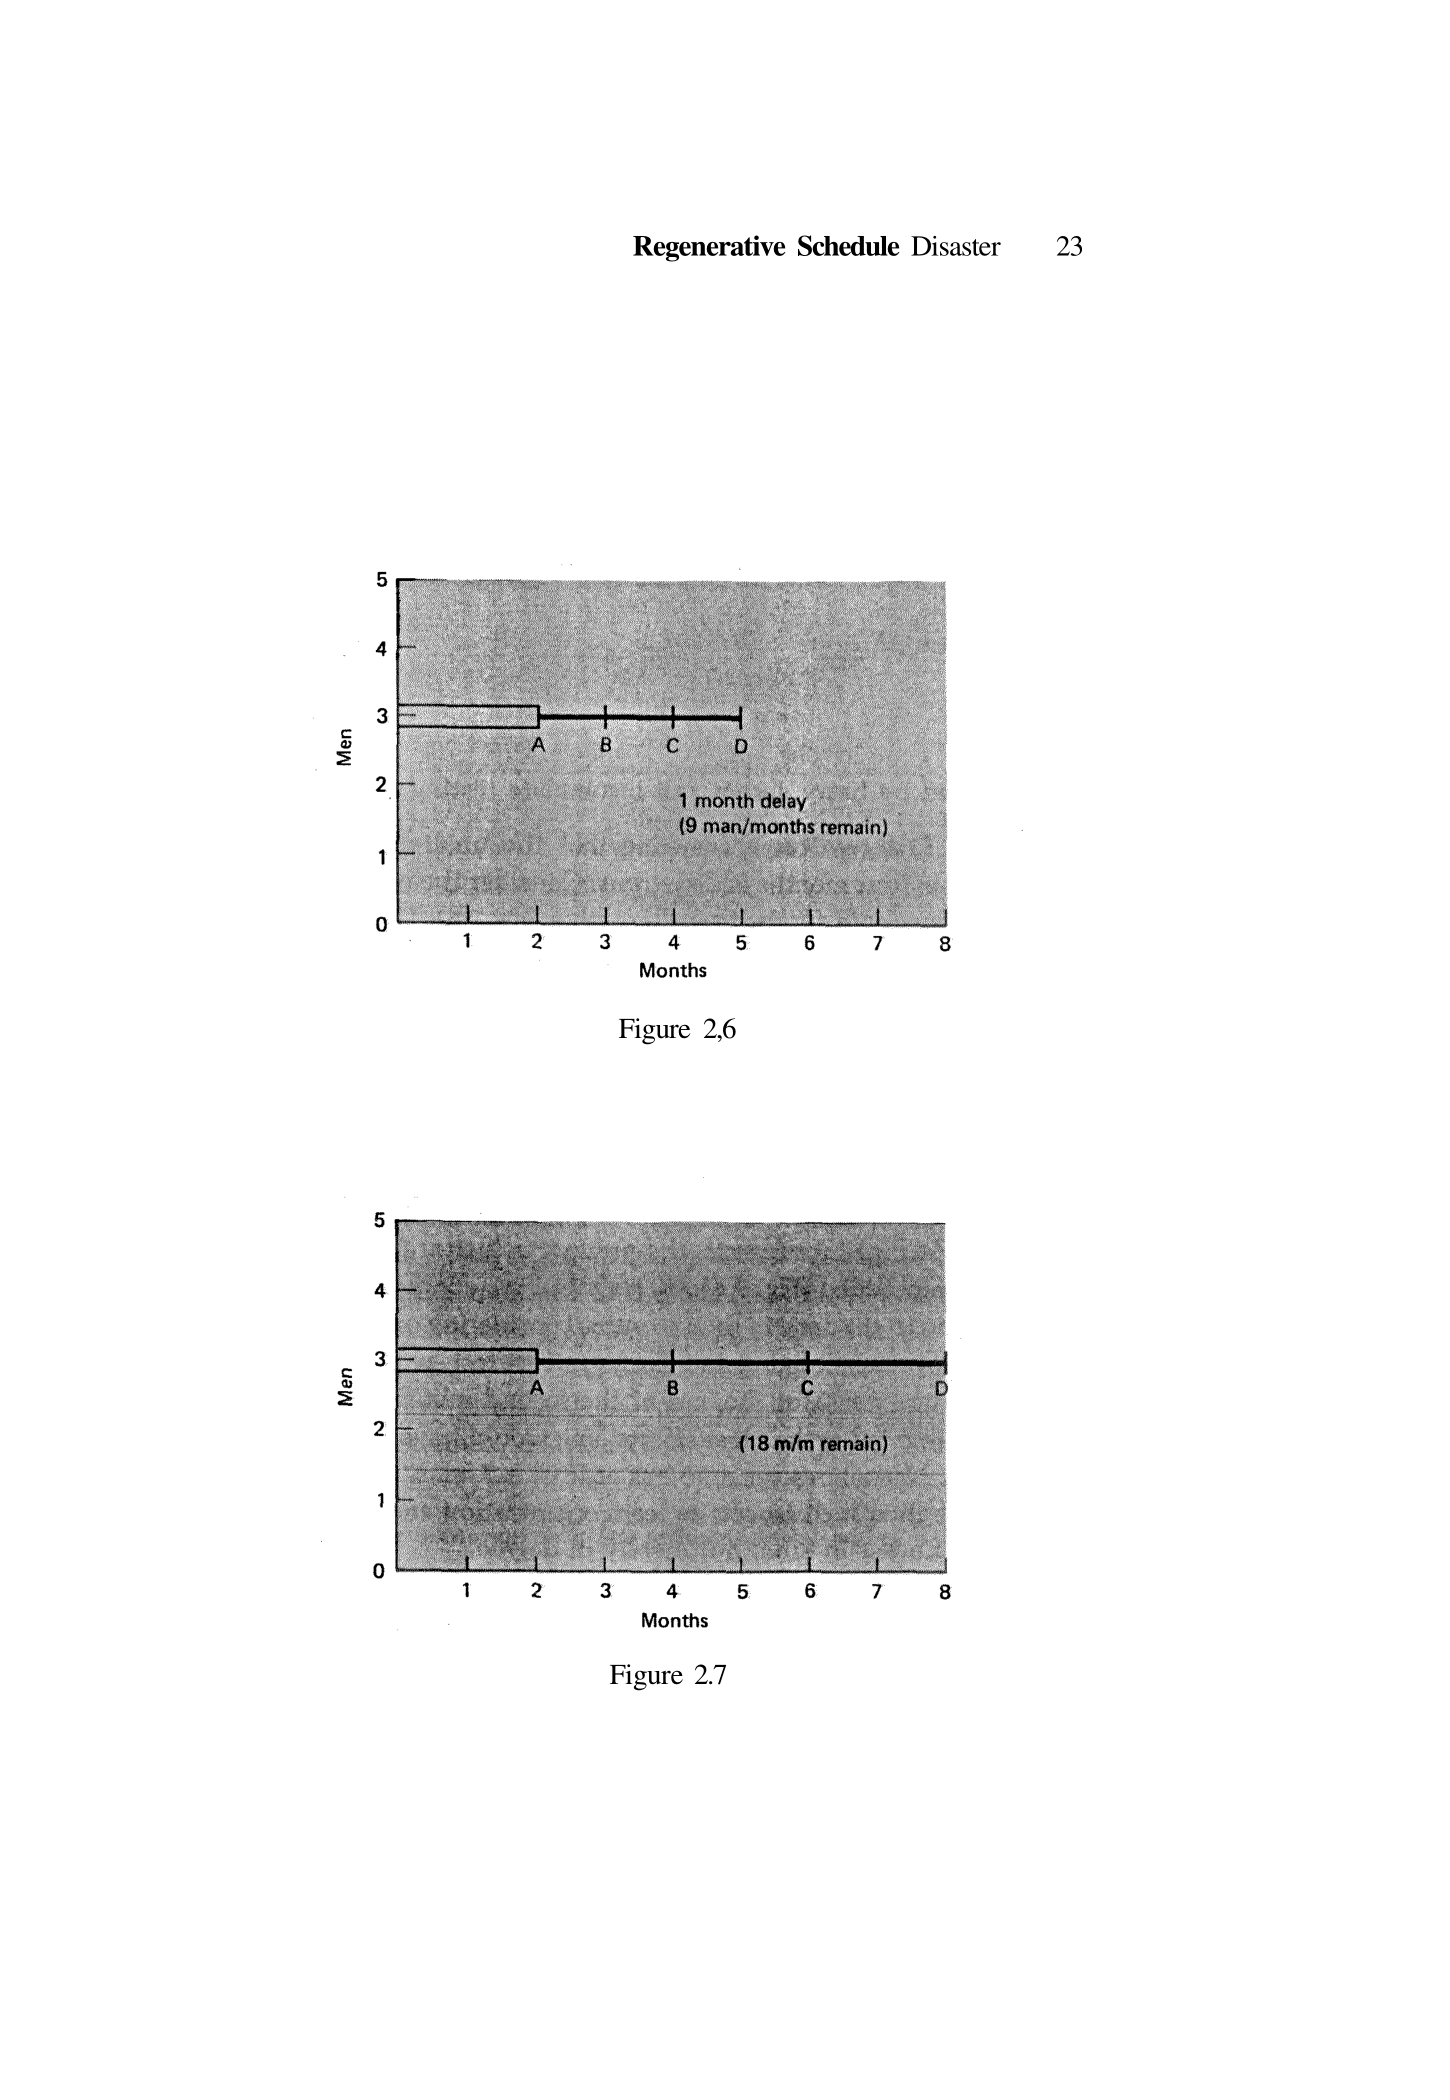 Regenerative Schedule Disaster 23
5
4
3
2
1
0
Men
A B C D
1 month delay
(9 man/months remain)
1 2 3 4 5 6 7 8
Months
Figure 2,6
5
4
3
2
1
0
Men
A B C D
(18 m/m remain)
1 2 3 4 5 6 7 8
Months
Figure 2.7